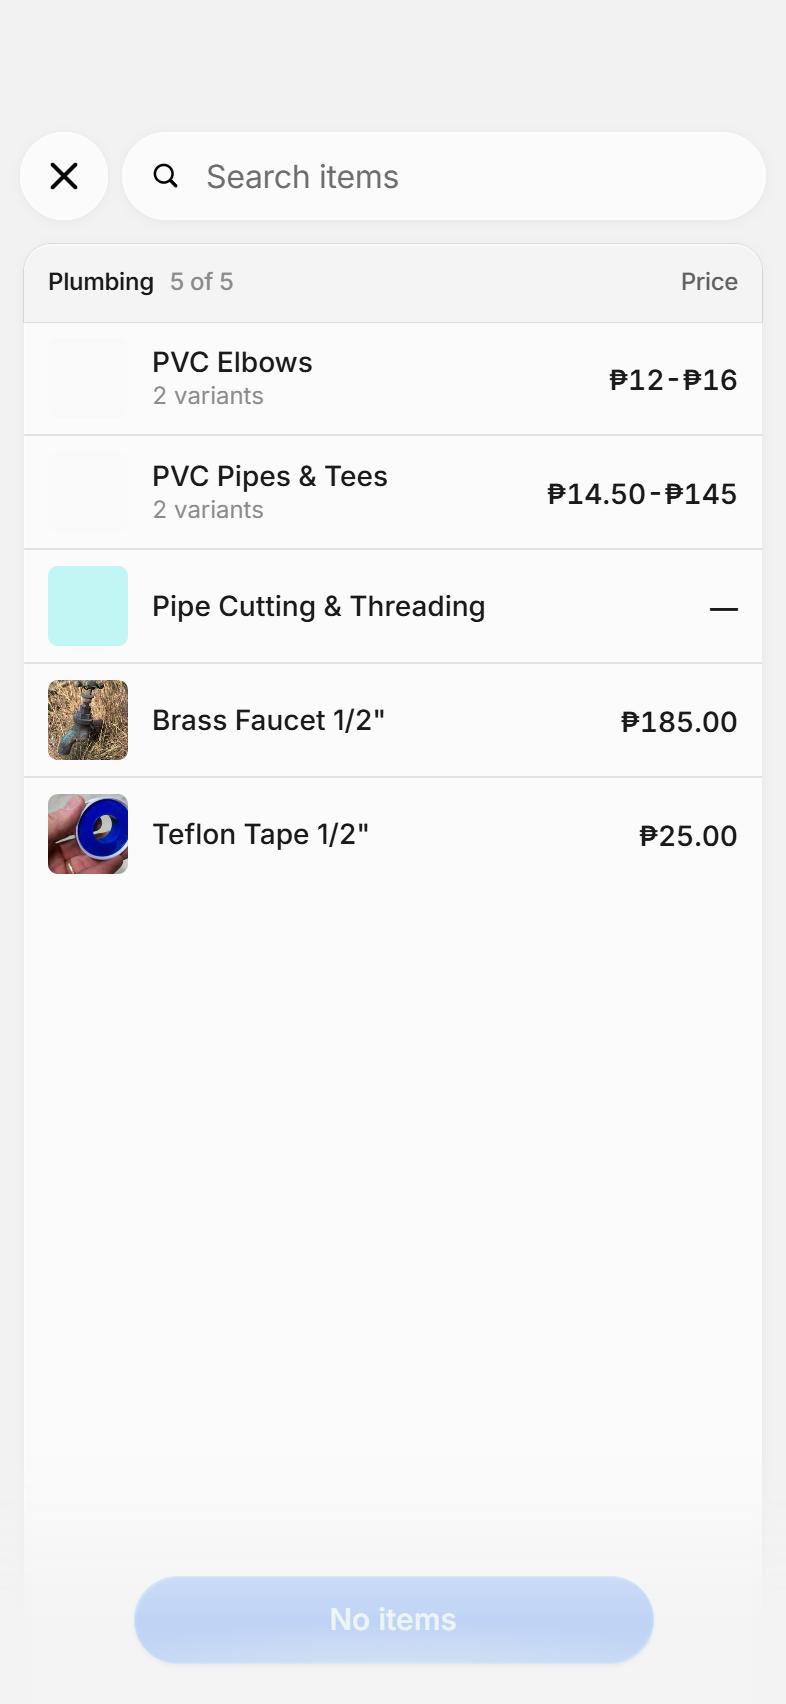 Search items
Plumbing 5 of 5 Price
PVC Elbows
2 variants
₱12-₱16
PVC Pipes & Tees
2 variants
₱14.50-₱145
Pipe Cutting & Threading —
Brass Faucet 1/2" ₱185.00
Teflon Tape 1/2" ₱25.00
No items